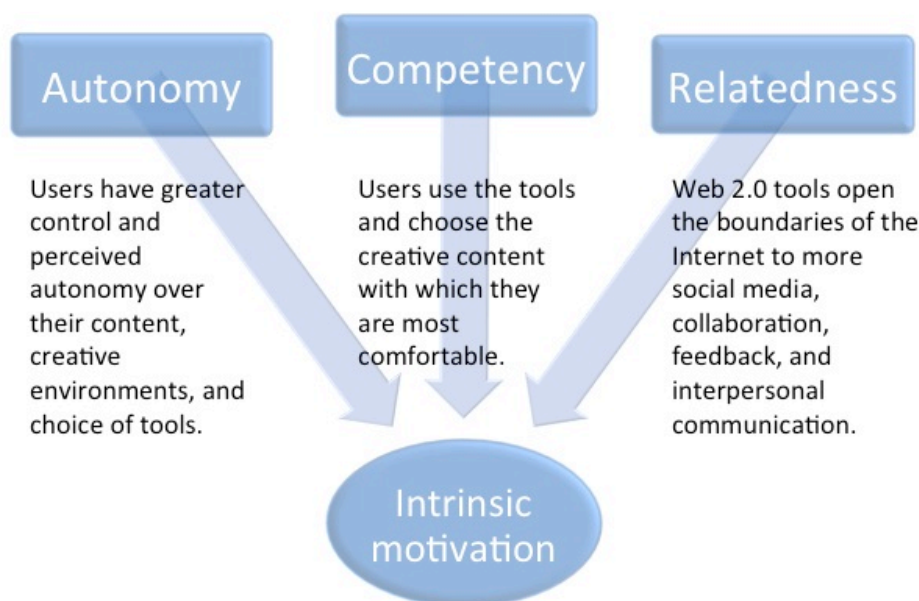 Autonomy
Competency
Relatedness
Users have greater
control and
perceived
autonomy over
their content,
creative
environments, and
choice of tools.
Users use the tools
and choose the
creative content
with which they
are most
comfortable.
Web 2.0 tools open
the boundaries of the
Internet to more
social media,
collaboration,
feedback, and
interpersonal
communication.
Intrinsic
motivation